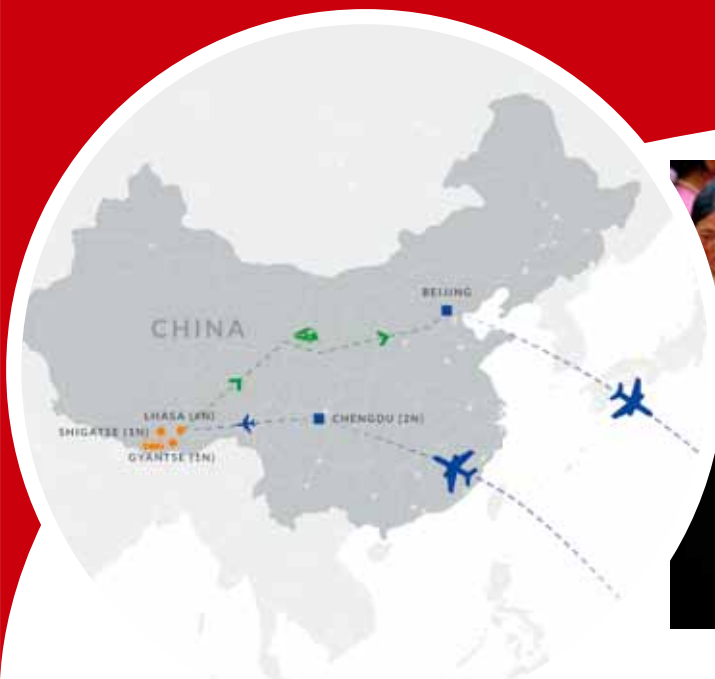 BEIJING
CHINA
LHASA (4N)
CHENGDU (2N)
SHIGATSE (1N)
GYANTSE (1N)